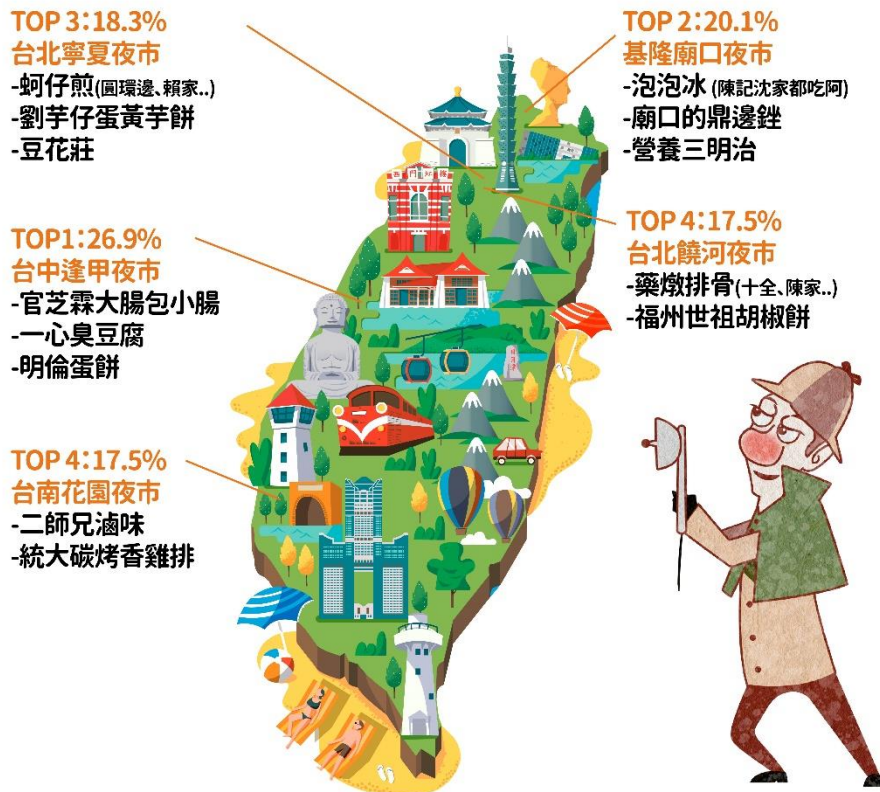 TOP 3:18.3%
台北寧夏夜市
-蚵仔煎(圓環邊、賴家..)
-劉芋仔蛋黃芋餅
-豆花莊
TOP 2:20.1%
基隆廟口夜市
-泡泡冰 (陳記沈家都吃阿)
-廟口的鼎邊銼
-營養三明治
TOP1:26.9%
台中逢甲夜市
-官芝霖大腸包小腸
-一心臭豆腐
-明倫蛋餅
TOP 4:17.5%
台北饒河夜市
-藥燉排骨(十全、陳家..)
-福州世祖胡椒餅
TOP 4:17.5%
台南花園夜市
-二師兄滷味
-統大碳烤香雞排